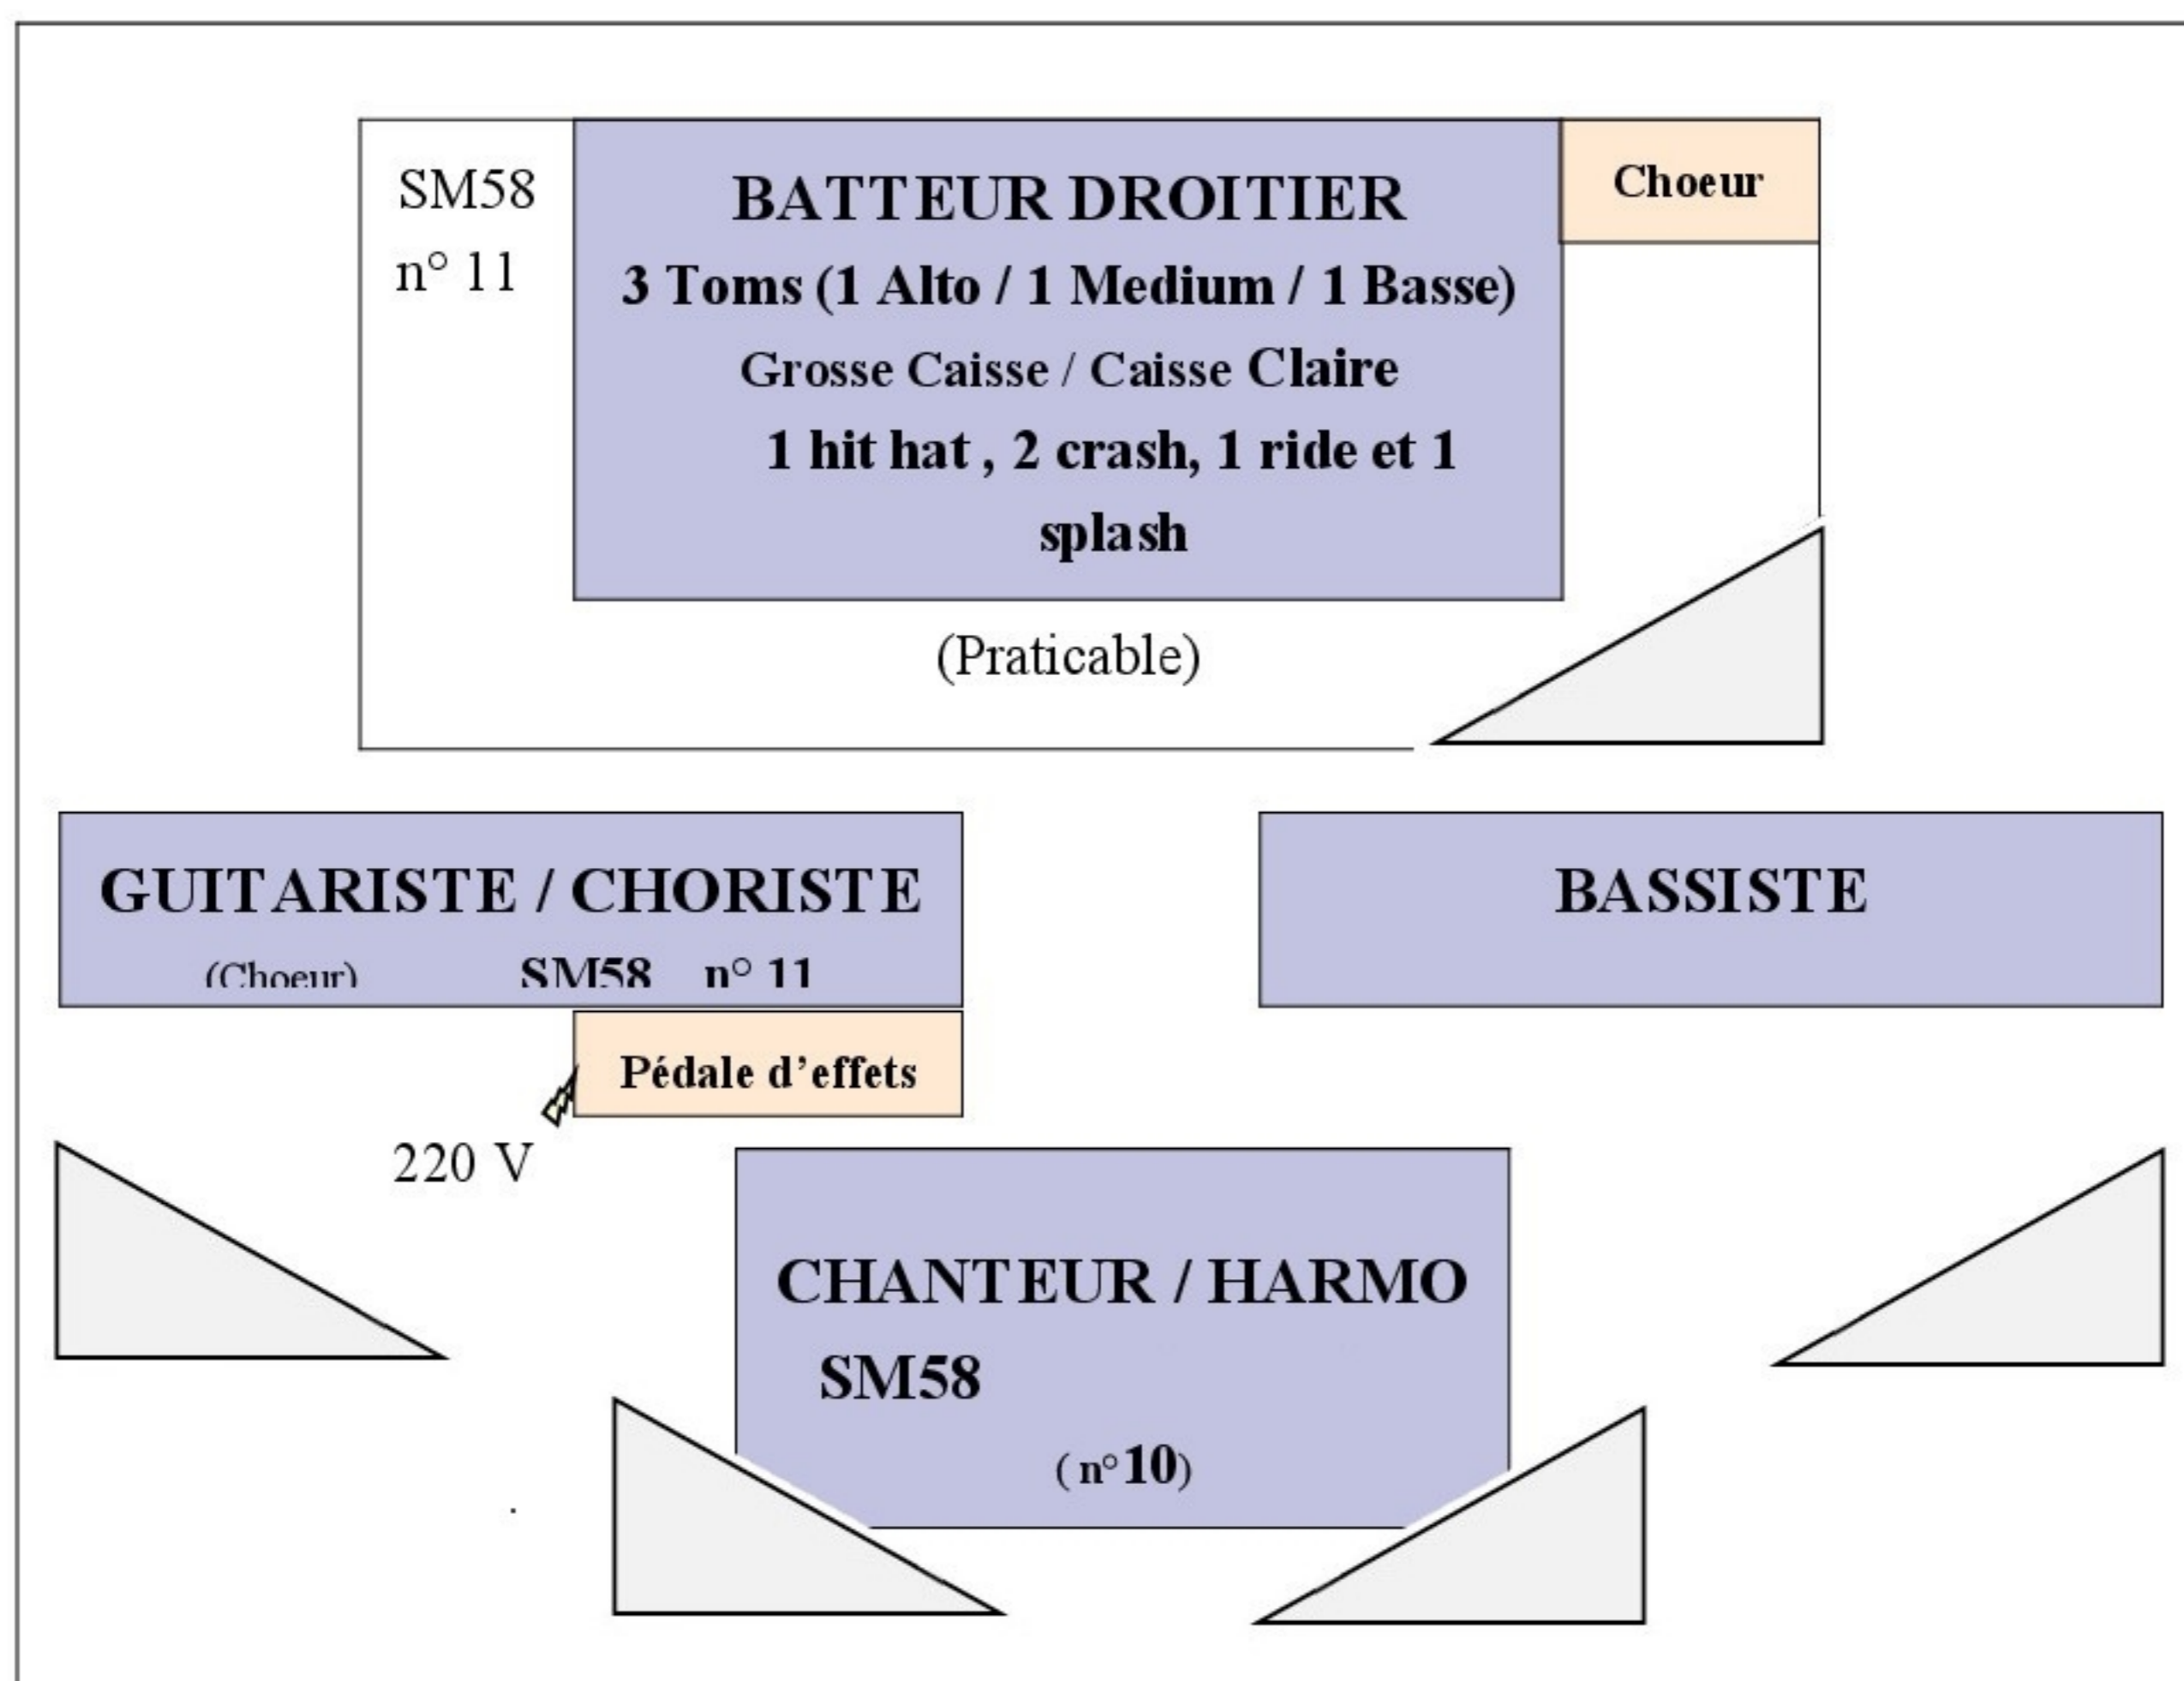 SM58
n° 11
BATTEUR DROITIER
3 Toms (1 Alto / 1 Medium / 1 Basse)
Grosse Caisse / Caisse Claire
1 hit hat , 2 crash, 1 ride et 1
splash
Choeur
(Praticable)
GUITARISTE / CHORISTE
(Choeur) SM58 n° 11
BASSISTE
Pédale d’effets
220 V
CHANTEUR / HARMO
SM58
( n°10)
.